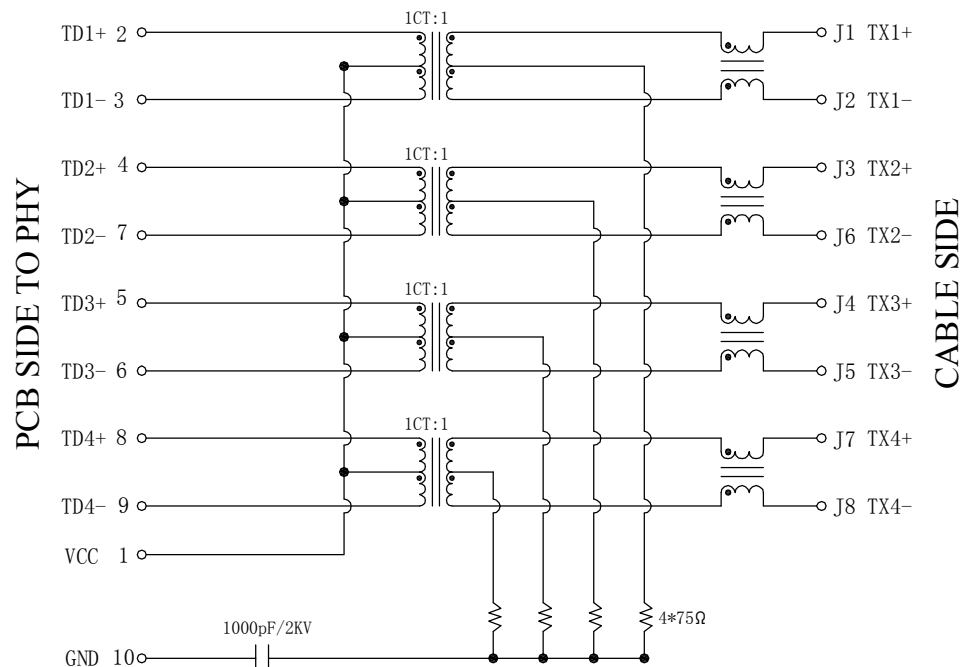 1CT:1
TD1+ 2
J1 TX1+
TD1- 3
J2 TX1-
1CT:1
TD2+ 4
J3 TX2+
TD2- 7
J6 TX2-
1CT:1
TD3+ 5
J4 TX3+
TD3- 6
J5 TX3-
1CT:1
TD4+ 8
J7 TX4+
TD4- 9
J8 TX4-
VCC 1
4*75Ω
1000pF/2KV
GND 10
PCB SIDE TO PHY
CABLE SIDE